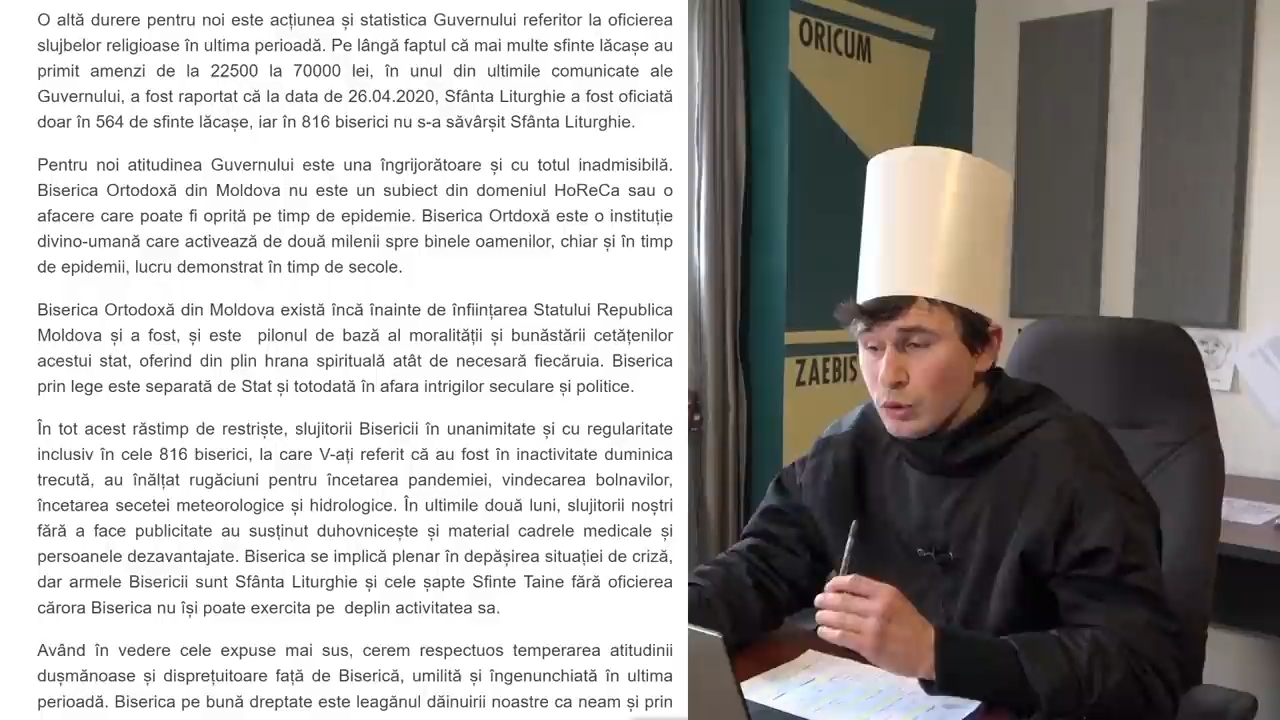 O altă durere pentru noi este acțiunea și statistica Guvernului referitor la oficierea
slujbelor religioase în ultima perioadă. Pe lângă faptul că mai multe sfinte lăcașe au
primit amenzi de la 22500 la 70000 lei, în unul din ultimile comunicate ale
Guvernului, a fost raportat că la data de 26.04.2020, Sfânta Liturghie a fost oficiată
doar în 564 de sfinte lăcașe, iar în 816 biserici nu s-a săvârșit Sfânta Liturghie.
Pentru noi atitudinea Guvernului este una îngrijorătoare și cu totul inadmisibilă.
Biserica Ortodoxă din Moldova nu este un subiect din domeniul HoReCa sau o
afacere care poate fi oprită pe timp de epidemie. Biserica Ortdoxă este o instituție
divino-umană care activează de două milenii spre binele oamenilor, chiar și în timp
de epidemii, lucru demonstrat în timp de secole.
Biserica Ortodoxă din Moldova există încă înainte de înființarea Statului Republica
Moldova și a fost, și este  pilonul de bază al moralității și bunăstării cetățenilor
acestui stat, oferind din plin hrana spirituală atât de necesară fiecăruia. Biserica
prin lege este separată de Stat și totodată în afara intrigilor seculare și politice.
În tot acest răstimp de restriște, slujitorii Bisericii în unanimitate și cu regularitate
inclusiv în cele 816 biserici, la care V-ați referit că au fost în inactivitate duminica
trecută, au înălțat rugăciuni pentru încetarea pandemiei, vindecarea bolnavilor,
încetarea secetei meteorologice și hidrologice. În ultimile două luni, slujitorii noștri
fără a face publicitate au susținut duhovnicește și material cadrele medicale și
persoanele dezavantajate. Biserica se implică plenar în depășirea situației de criză,
dar armele Bisericii sunt Sfânta Liturghie și cele șapte Sfinte Taine fără oficierea
cărora Biserica nu își poate exercita pe  deplin activitatea sa.
Având în vedere cele expuse mai sus, cerem respectuos temperarea atitudinii
dușmănoase și disprețuitoare față de Biserică, umilită și îngenunchiată în ultima
perioadă. Biserica pe bună dreptate este leagănul dăinuirii noastre ca neam și prin
ORICUM
ZAEBIS